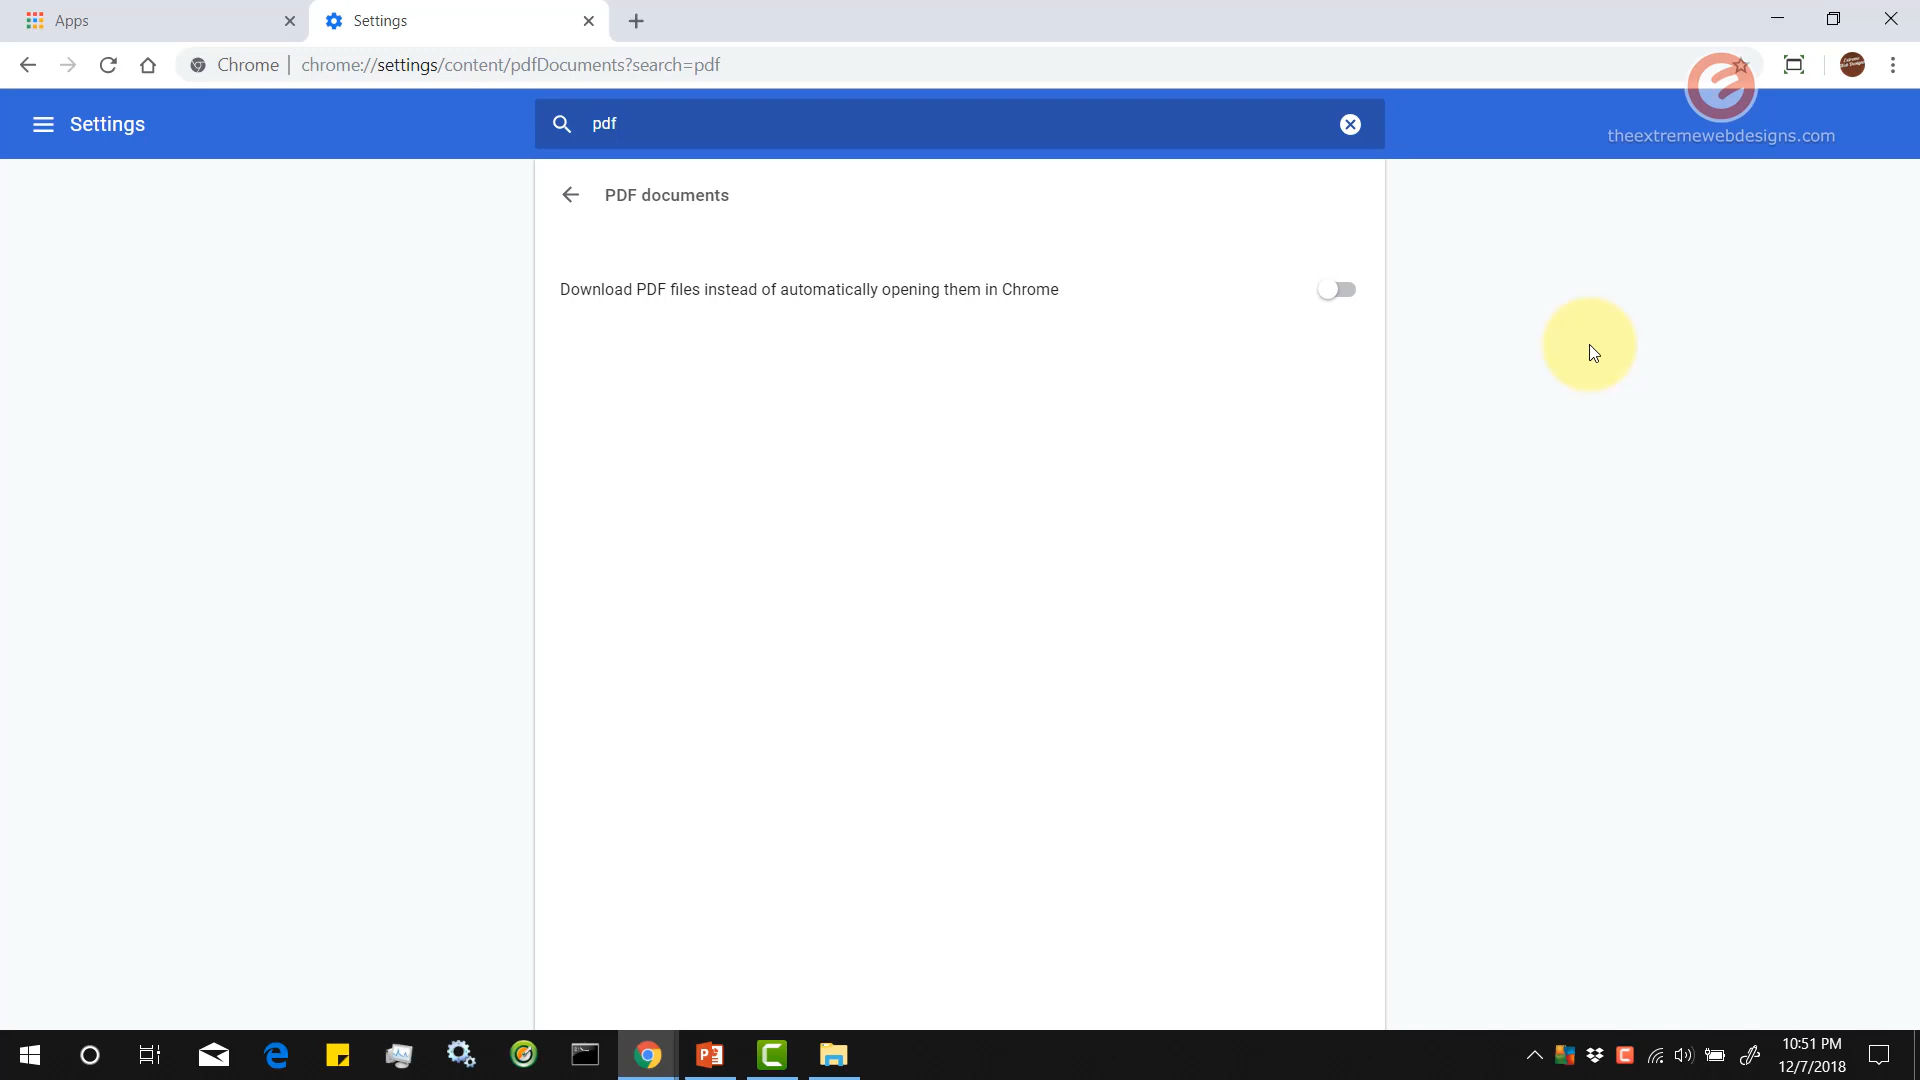 Apps
Settings
Chrome | chrome://settings/content/pdfDocuments?search=pdf
Settings
pdf
theextremewebdesigns.com
PDF documents
Download PDF files instead of automatically opening them in Chrome
10:51 PM
12/7/2018